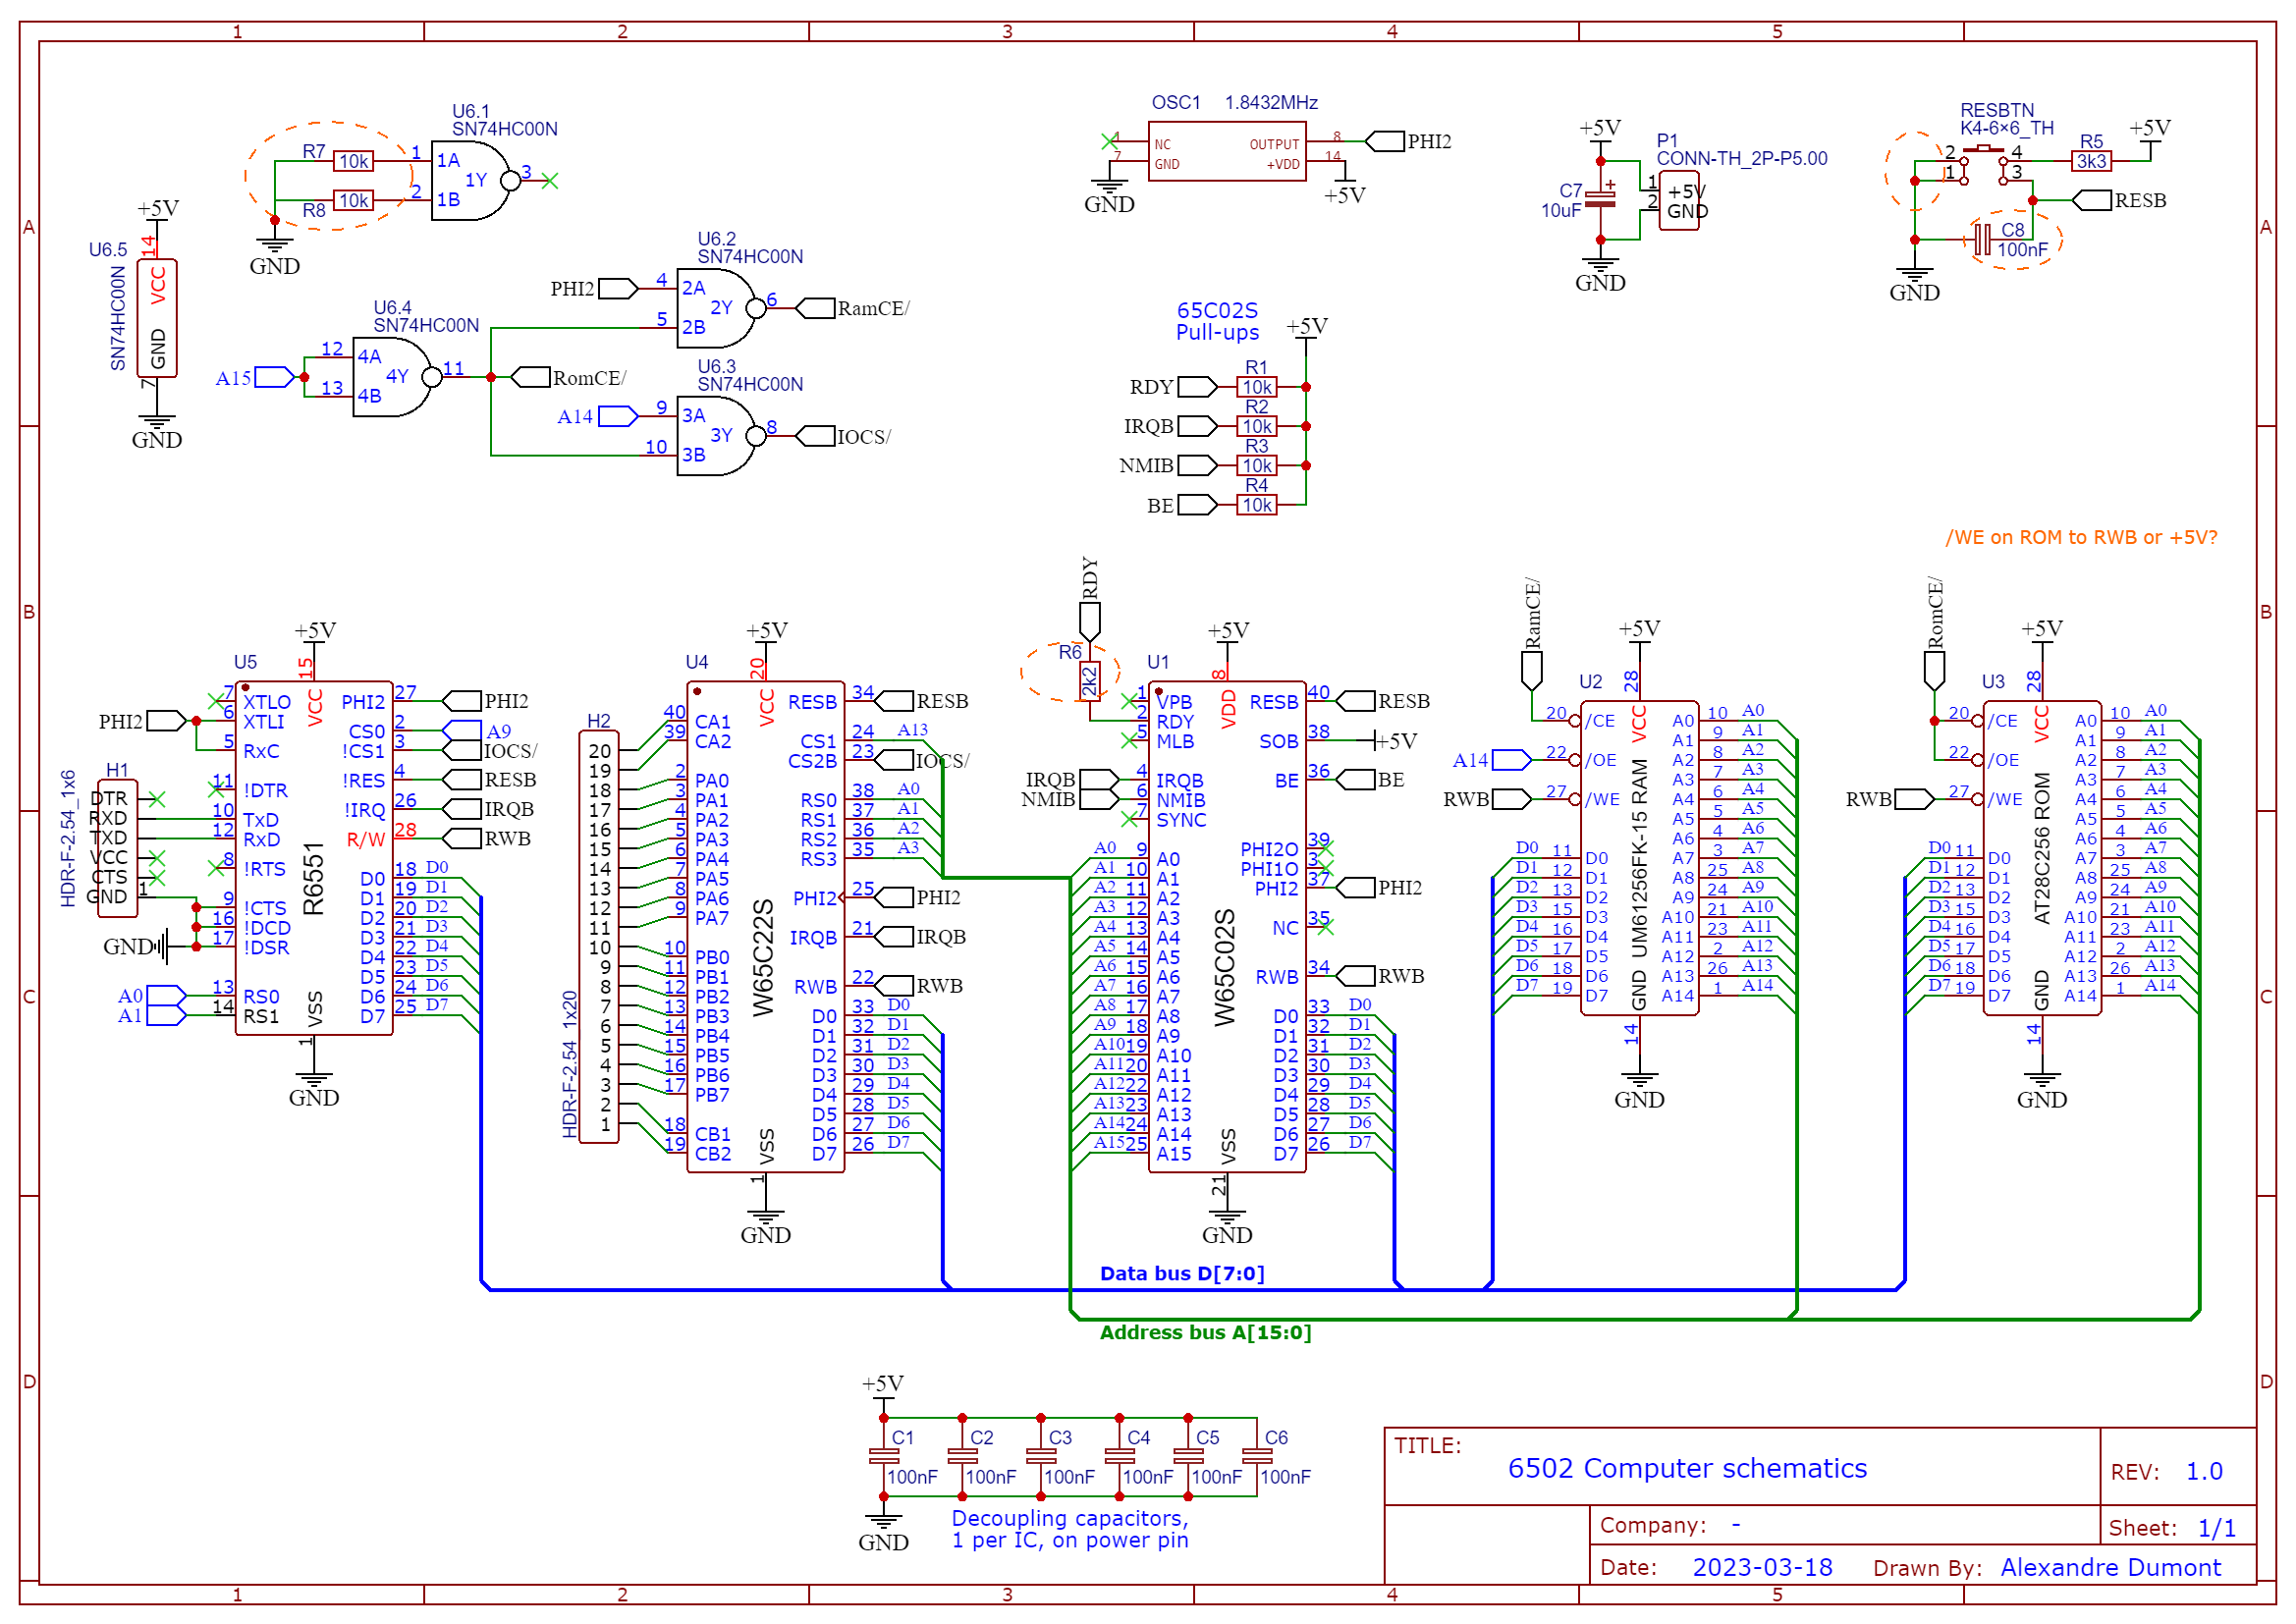 1 2 3 4 5
A
B
C
D
U6.1
SN74HC00N
R7 10k
R8 10k
1 1A
2 1B
1Y 3
GND
+5V
U6.5
SN74HC00N
14 VCC
GND 7
GND
U6.2
SN74HC00N
PHI2 4 2A
5 2B
2Y 6 RamCE/
U6.4
SN74HC00N
A15
12 4A
13 4B
4Y 11 RomCE/
U6.3
SN74HC00N
A14 9 3A
10 3B
3Y 8 IOCS/
OSC1 1.8432MHz
1 NC
7 GND
OUTPUT 8 PHI2
+VDD 14
GND
+5V
+5V
P1
CONN-TH_2P-P5.00
C7
10uF
+
1 +5V
2 GND
GND
RESBTN
K4-6×6_TH
2 4
1 3
R5
3k3
+5V
RESB
C8
100nF
GND
65C02S
Pull-ups
+5V
RDY R1 10k
IRQB R2 10k
NMIB R3 10k
BE R4 10k
/WE on ROM to RWB or +5V?
+5V
U5
15 VCC
R6551
7 XTLO
PHI2 6 XTLI
5 RxC
11 !DTR
10 TxD
12 RxD
8 !RTS
9 !CTS
16 !DCD
17 !DSR
A0 13 RS0
A1 14 RS1
PHI2 27 PHI2
CS0 2 A9
!CS1 3 IOCS/
!RES 4 RESB
!IRQ 26 IRQB
R/W 28 RWB
D0 18 D0
D1 19 D1
D2 20 D2
D3 21 D3
D4 22 D4
D5 23 D5
D6 24 D6
D7 25 D7
VSS 1
GND
H1
HDR-F-2.54_1x6
DTR
RXD
TXD
VCC
CTS
GND 1
GND
+5V
U4
20 VCC
W65C22S
H2
HDR-F-2.54 1x20
20
19
18
17
16
15
14
13
12
11
10
9
8
7
6
5
4
3
2
1
40 CA1
39 CA2
2 PA0
3 PA1
4 PA2
5 PA3
6 PA4
7 PA5
8 PA6
9 PA7
10 PB0
11 PB1
12 PB2
13 PB3
14 PB4
15 PB5
16 PB6
17 PB7
18 CB1
19 CB2
RESB 34 RESB
CS1 24 A13
CS2B 23 IOCS/
RS0 38 A0
RS1 37 A1
RS2 36 A2
RS3 35 A3
PHI2 25 PHI2
IRQB 21 IRQB
RWB 22 RWB
D0 33 D0
D1 32 D1
D2 31 D2
D3 30 D3
D4 29 D4
D5 28 D5
D6 27 D6
D7 26 D7
VSS 1
GND
RDY
R6
2k2
+5V
U1
8 VDD
W65C02S
1 VPB
2 RDY
5 MLB
IRQB 4 IRQB
NMIB 6 NMIB
7 SYNC
A0 9 A0
A1 10 A1
A2 11 A2
A3 12 A3
A4 13 A4
A5 14 A5
A6 15 A6
A7 16 A7
A8 17 A8
A9 18 A9
A10 19 A10
A11 20 A11
A12 22 A12
A13 23 A13
A14 24 A14
A15 25 A15
RESB 40 RESB
SOB 38 +5V
BE 36 BE
PHI2O 39
PHI1O 3
PHI2 37 PHI2
NC 35
RWB 34 RWB
D0 33 D0
D1 32 D1
D2 31 D2
D3 30 D3
D4 29 D4
D5 28 D5
D6 27 D6
D7 26 D7
VSS 21
GND
RamCE/
+5V
U2
28 VCC
UM61256FK-15 RAM
20 /CE
A14 22 /OE
RWB 27 /WE
D0 11 D0
D1 12 D1
D2 13 D2
D3 15 D3
D4 16 D4
D5 17 D5
D6 18 D6
D7 19 D7
A0 10 A0
A1 9 A1
A2 8 A2
A3 7 A3
A4 6 A4
A5 5 A5
A6 4 A6
A7 3 A7
A8 25 A8
A9 24 A9
A10 21 A10
A11 23 A11
A12 2 A12
A13 26 A13
A14 1 A14
GND 14
GND
RomCE/
+5V
U3
28 VCC
AT28C256 ROM
20 /CE
22 /OE
RWB 27 /WE
D0 11 D0
D1 12 D1
D2 13 D2
D3 15 D3
D4 16 D4
D5 17 D5
D6 18 D6
D7 19 D7
A0 10 A0
A1 9 A1
A2 8 A2
A3 7 A3
A4 6 A4
A5 5 A5
A6 4 A6
A7 3 A7
A8 25 A8
A9 24 A9
A10 21 A10
A11 23 A11
A12 2 A12
A13 26 A13
A14 1 A14
GND 14
GND
Data bus D[7:0]
Address bus A[15:0]
+5V
C1 C2 C3 C4 C5 C6
100nF 100nF 100nF 100nF 100nF 100nF
GND
Decoupling capacitors,
1 per IC, on power pin
TITLE:
6502 Computer schematics
REV: 1.0
Company: -
Sheet: 1/1
Date: 2023-03-18
Drawn By: Alexandre Dumont
A
B
C
D
1 2 3 4 5